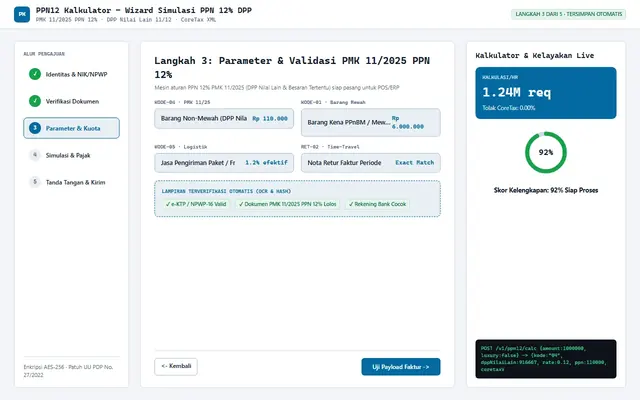 PK
PPN12 Kalkulator — Wizard Simulasi PPN 12% DPP
PMK 11/2025 PPN 12% · DPP Nilai Lain 11/12 · CoreTax XML
LANGKAH 3 DARI 5 · TERSIMPAN OTOMATIS
ALUR PENGAJUAN
✓ Identitas & NIK/NPWP
✓ Verifikasi Dokumen
3 Parameter & Kuota
4 Simulasi & Pajak
5 Tanda Tangan & Kirim
Enkripsi AES-256 · Patuh UU PDP No.
27/2022
Langkah 3: Parameter & Validasi PMK 11/2025 PPN
12%
Mesin aturan PPN 12% PMK 11/2025 (DPP Nilai Lain & Besaran Tertentu) siap pasang untuk POS/ERP
KODE-04 · PMK 11/25
Barang Non-Mewah (DPP Nila Rp 110.000
KODE-01 · Barang Mewah
Barang Kena PPnBM / Mew... Rp
6.000.000
KODE-05 · Logistik
Jasa Pengiriman Paket / Fr 1.2% efektif
RET-02 · Time-Travel
Nota Retur Faktur Periode Exact Match
LAMPIRAN TERVERIFIKASI OTOMATIS (OCR & HASH)
✓ e-KTP / NPWP-16 Valid
✓ Dokumen PMK 11/2025 PPN 12% Lolos
✓ Rekening Bank Cocok
<- Kembali
Uji Payload Faktur ->
Kalkulator & Kelayakan Live
KALKULASI/HR
1.24M req
Tolak CoreTax: 0.00%
92%
Skor Kelengkapan: 92% Siap Proses
POST /v1/ppn12/calc {amount:1000000,
luxury:false} -> {kode:"04",
dppNilaiLain:916667, rate:0.12, ppn:110000,
coretax√